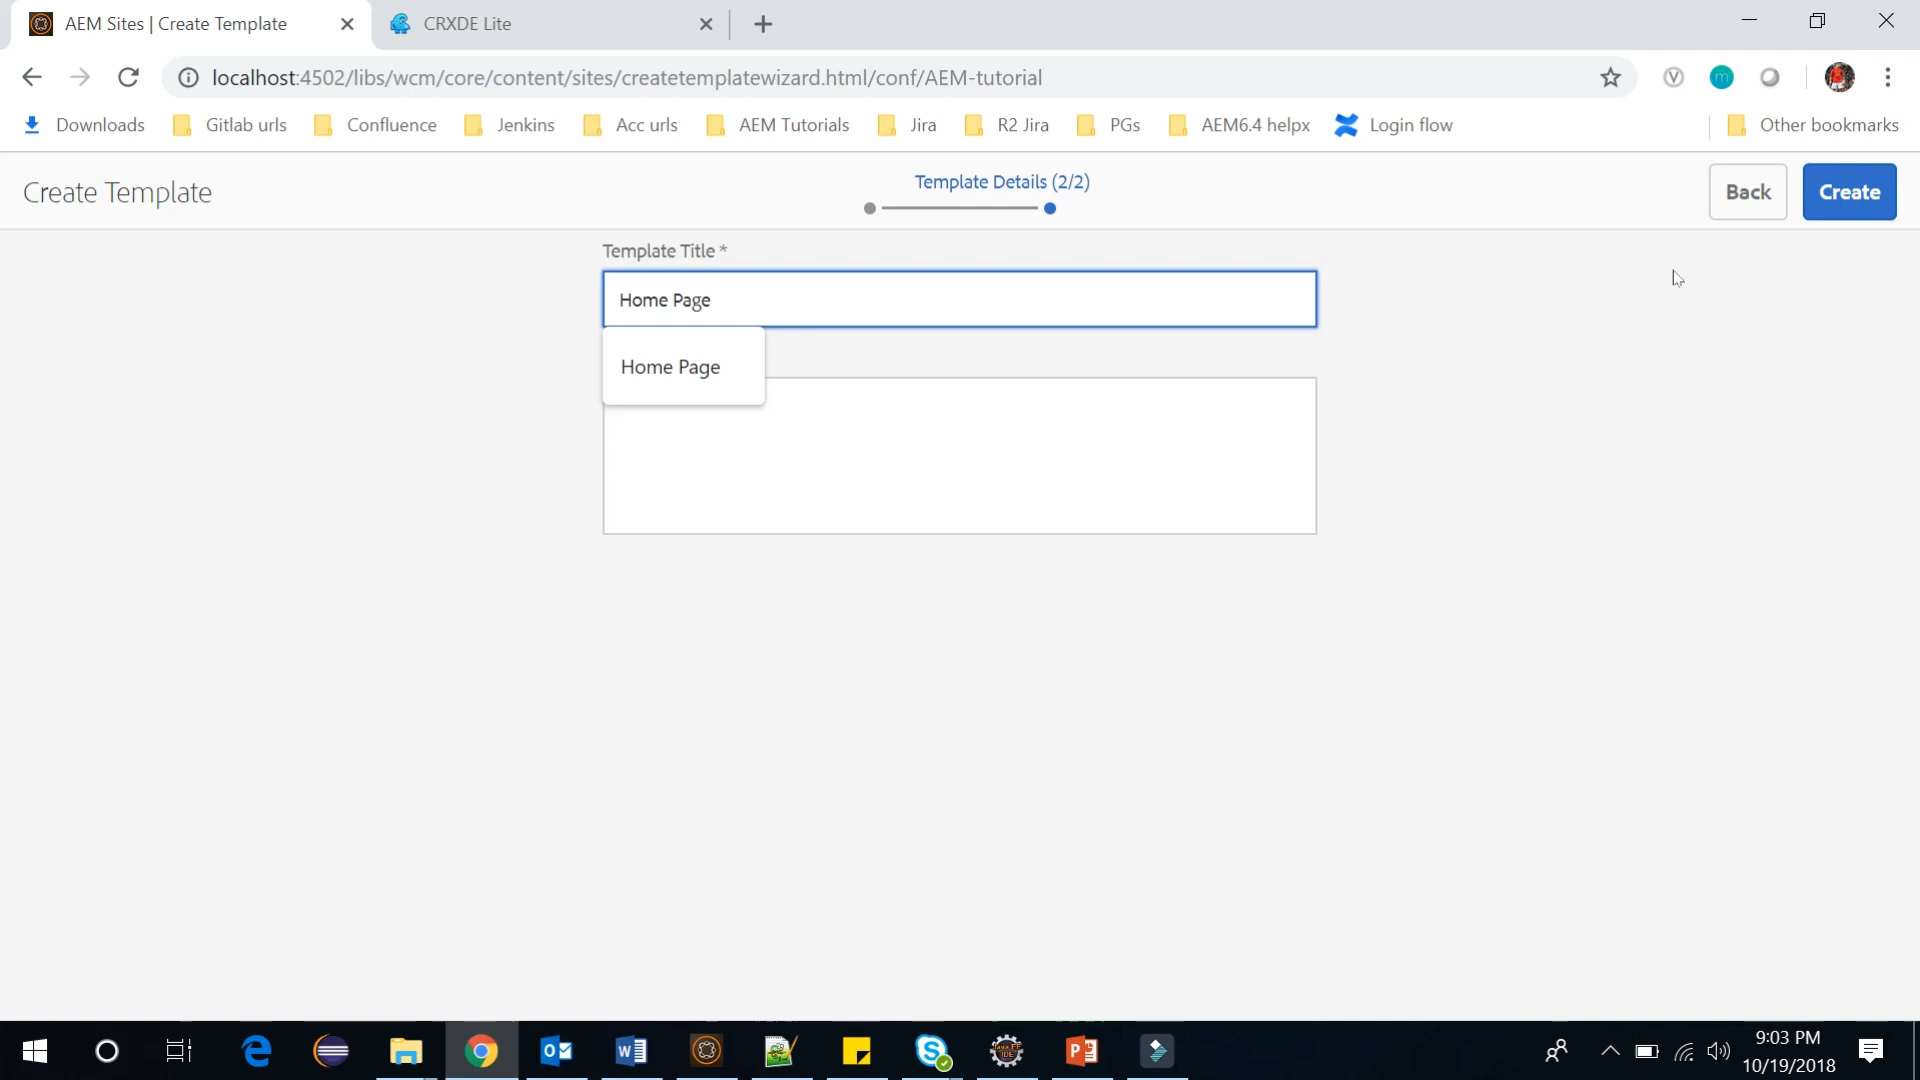 AEM Sites | Create Template
CRXDE Lite
localhost:4502/libs/wcm/core/content/sites/createtemplatewizard.html/conf/AEM-tutorial
Downloads Gitlab urls Confluence Jenkins Acc urls AEM Tutorials Jira R2 Jira PGs AEM6.4 helpx Login flow Other bookmarks
Create Template
Template Details (2/2)
Back
Create
Template Title *
Home Page
Home Page
9:03 PM
10/19/2018